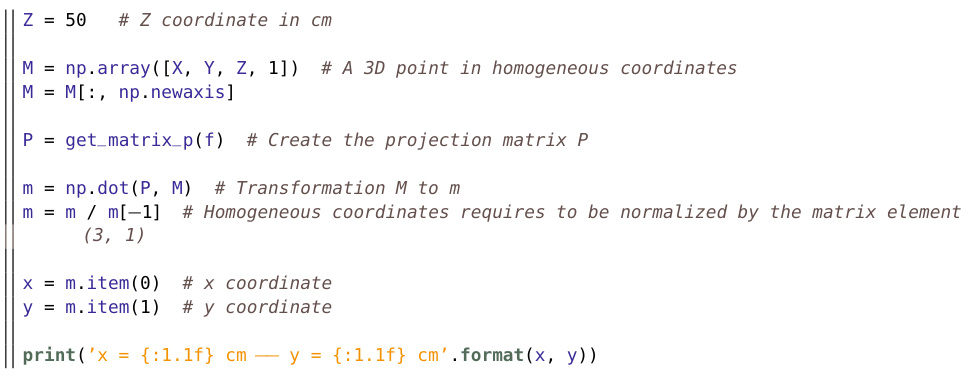 Z = 50   # Z coordinate in cm
M = np.array([X, Y, Z, 1])  # A 3D point in homogeneous coordinates
M = M[:, np.newaxis]
P = get_matrix_p(f)  # Create the projection matrix P
m = np.dot(P, M)  # Transformation M to m
m = m / m[−1]  # Homogeneous coordinates requires to be normalized by the matrix element
(3, 1)
x = m.item(0)  # x coordinate
y = m.item(1)  # y coordinate
print(’x = {:1.1f} cm −− y = {:1.1f} cm’.format(x, y))